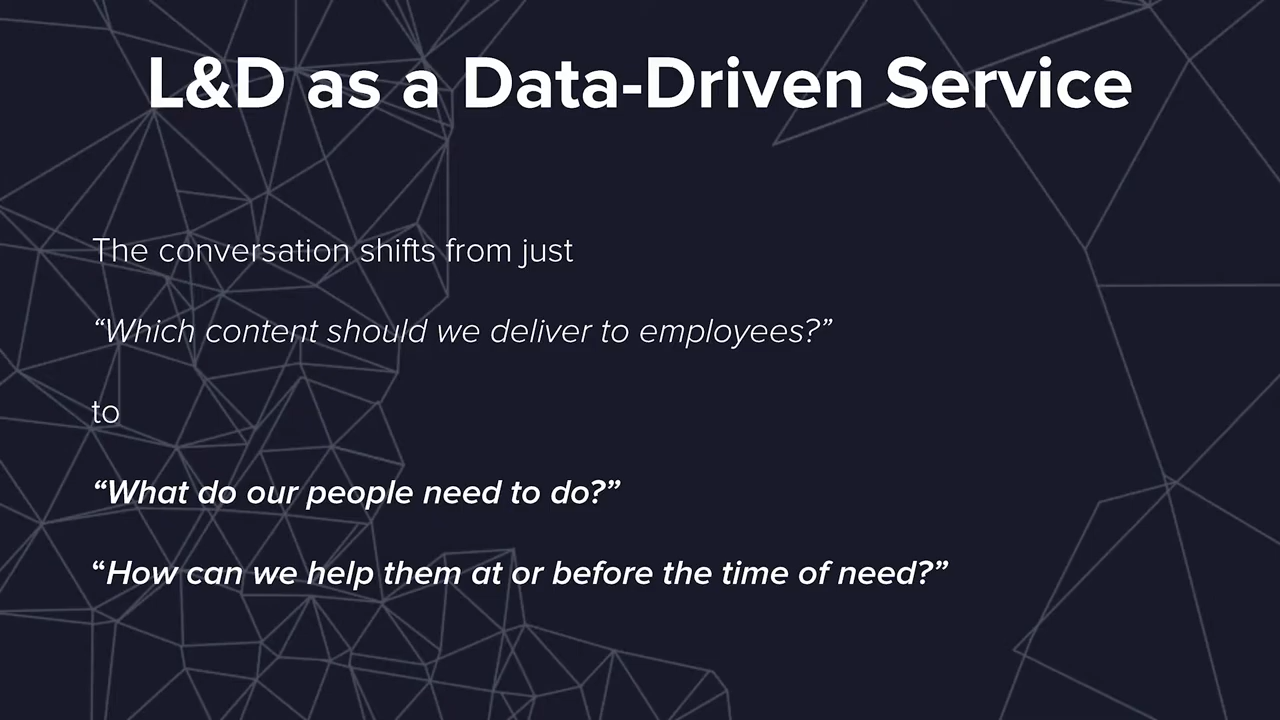 L&D as a Data-Driven Service
The conversation shifts from just
“Which content should we deliver to employees?”
to
“What do our people need to do?”
“How can we help them at or before the time of need?”